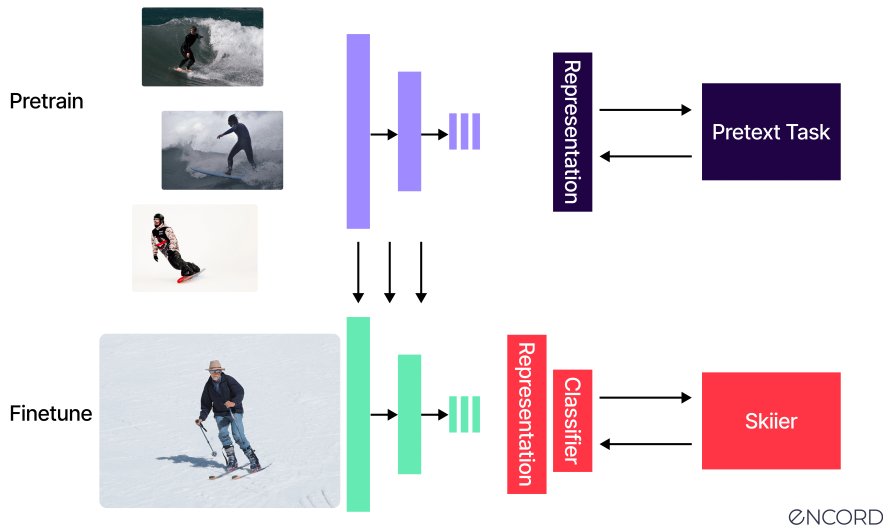 Pretrain
Representation
Pretext Task
Finetune
Representation
Classifier
Skiier
ENCORD